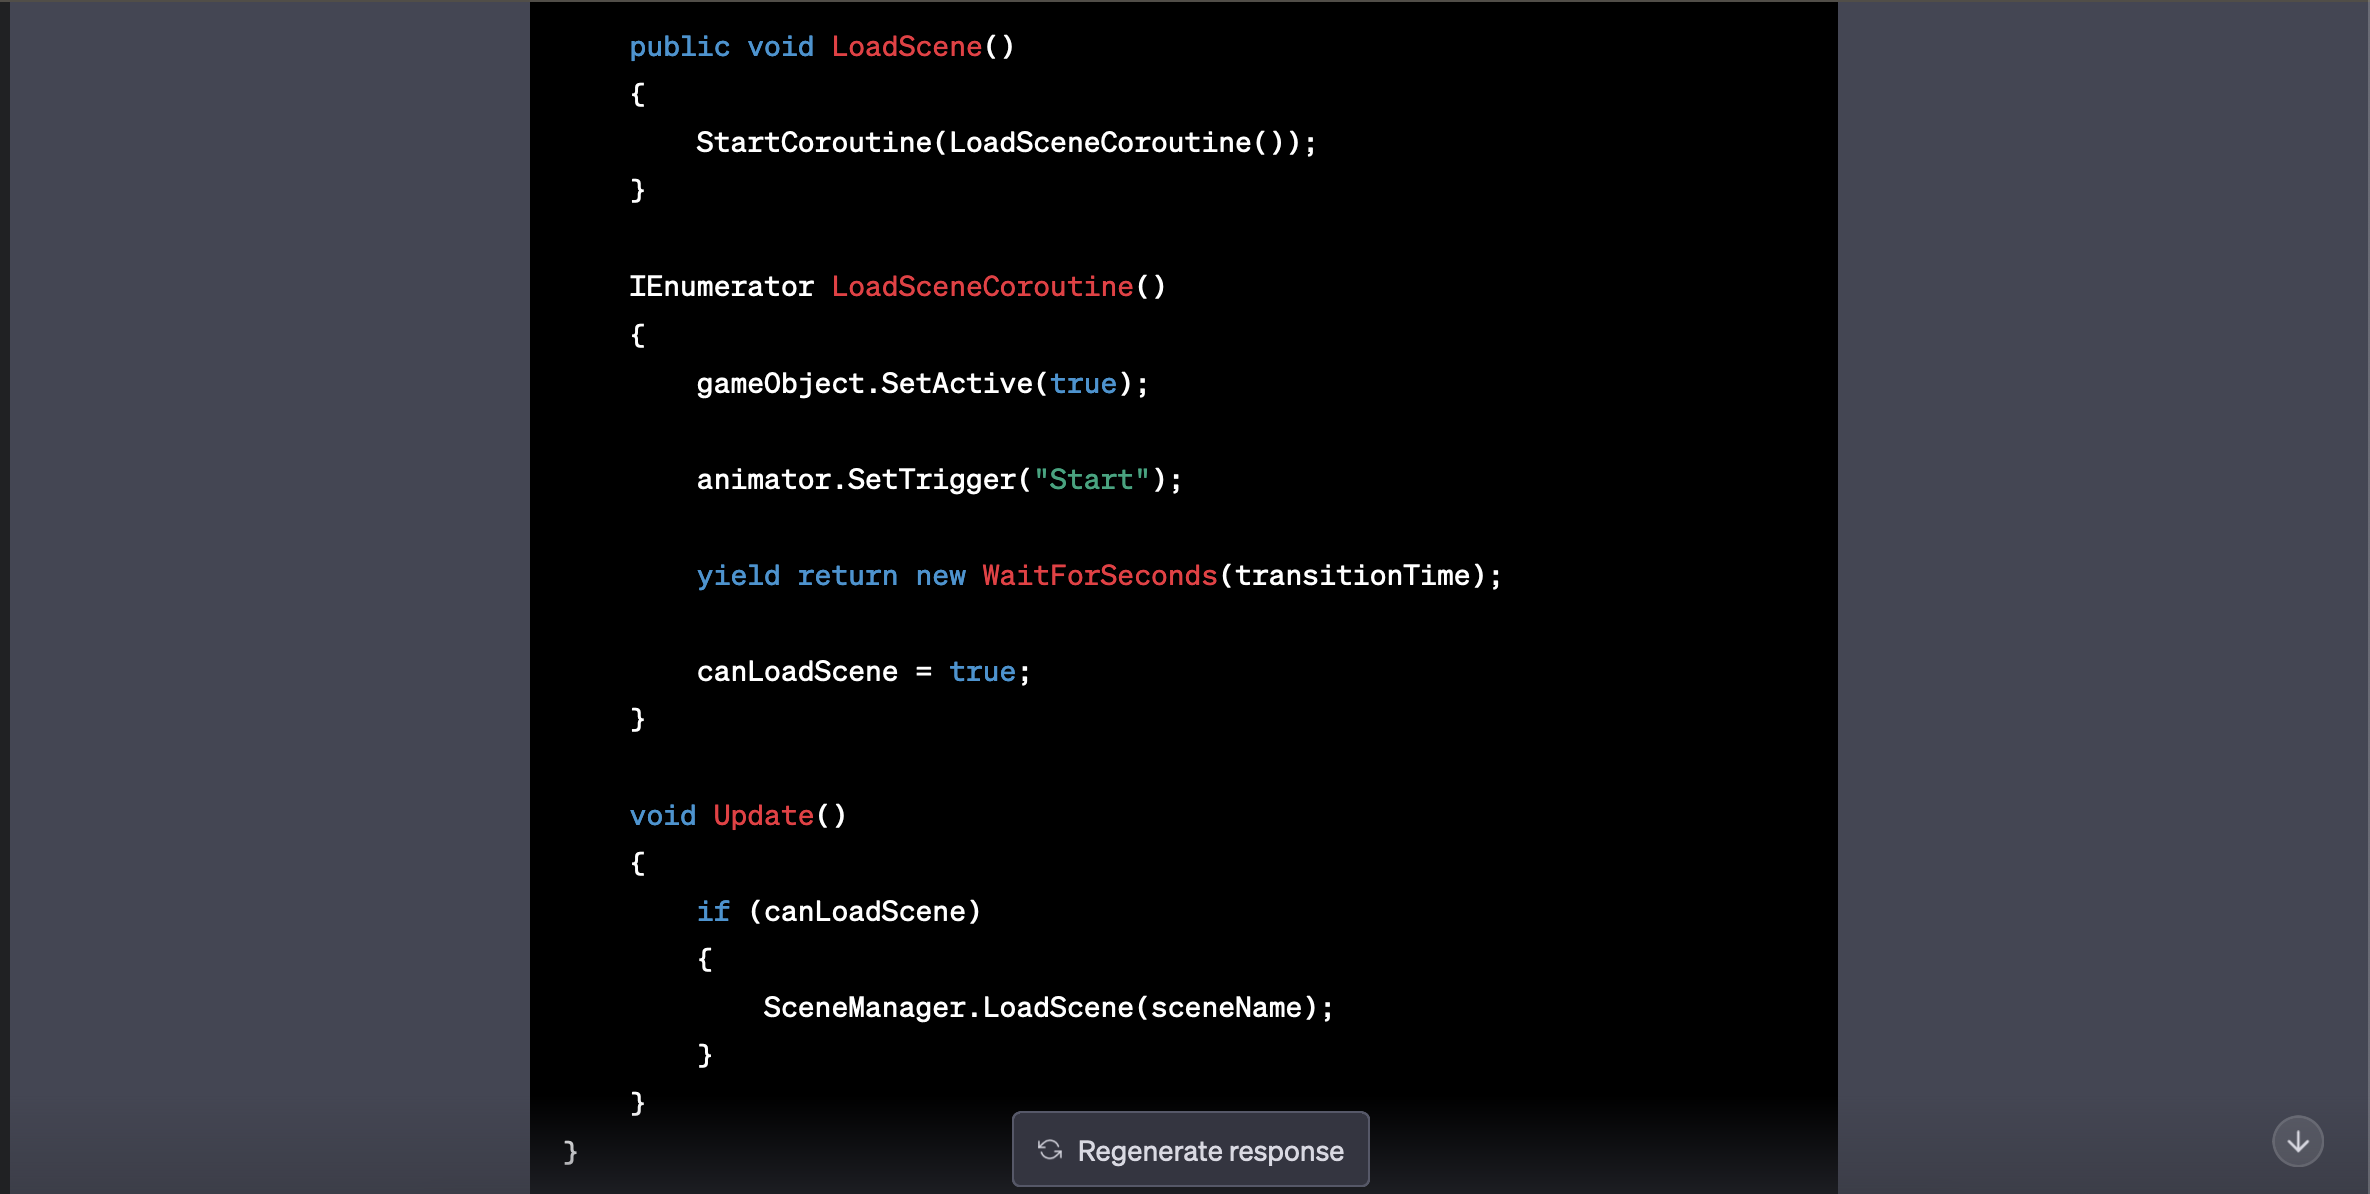 public void LoadScene()
{
StartCoroutine(LoadSceneCoroutine());
}
IEnumerator LoadSceneCoroutine()
{
gameObject.SetActive(true);
animator.SetTrigger("Start");
yield return new WaitForSeconds(transitionTime);
canLoadScene = true;
}
void Update()
{
if (canLoadScene)
{
SceneManager.LoadScene(sceneName);
}
}
}
Regenerate response